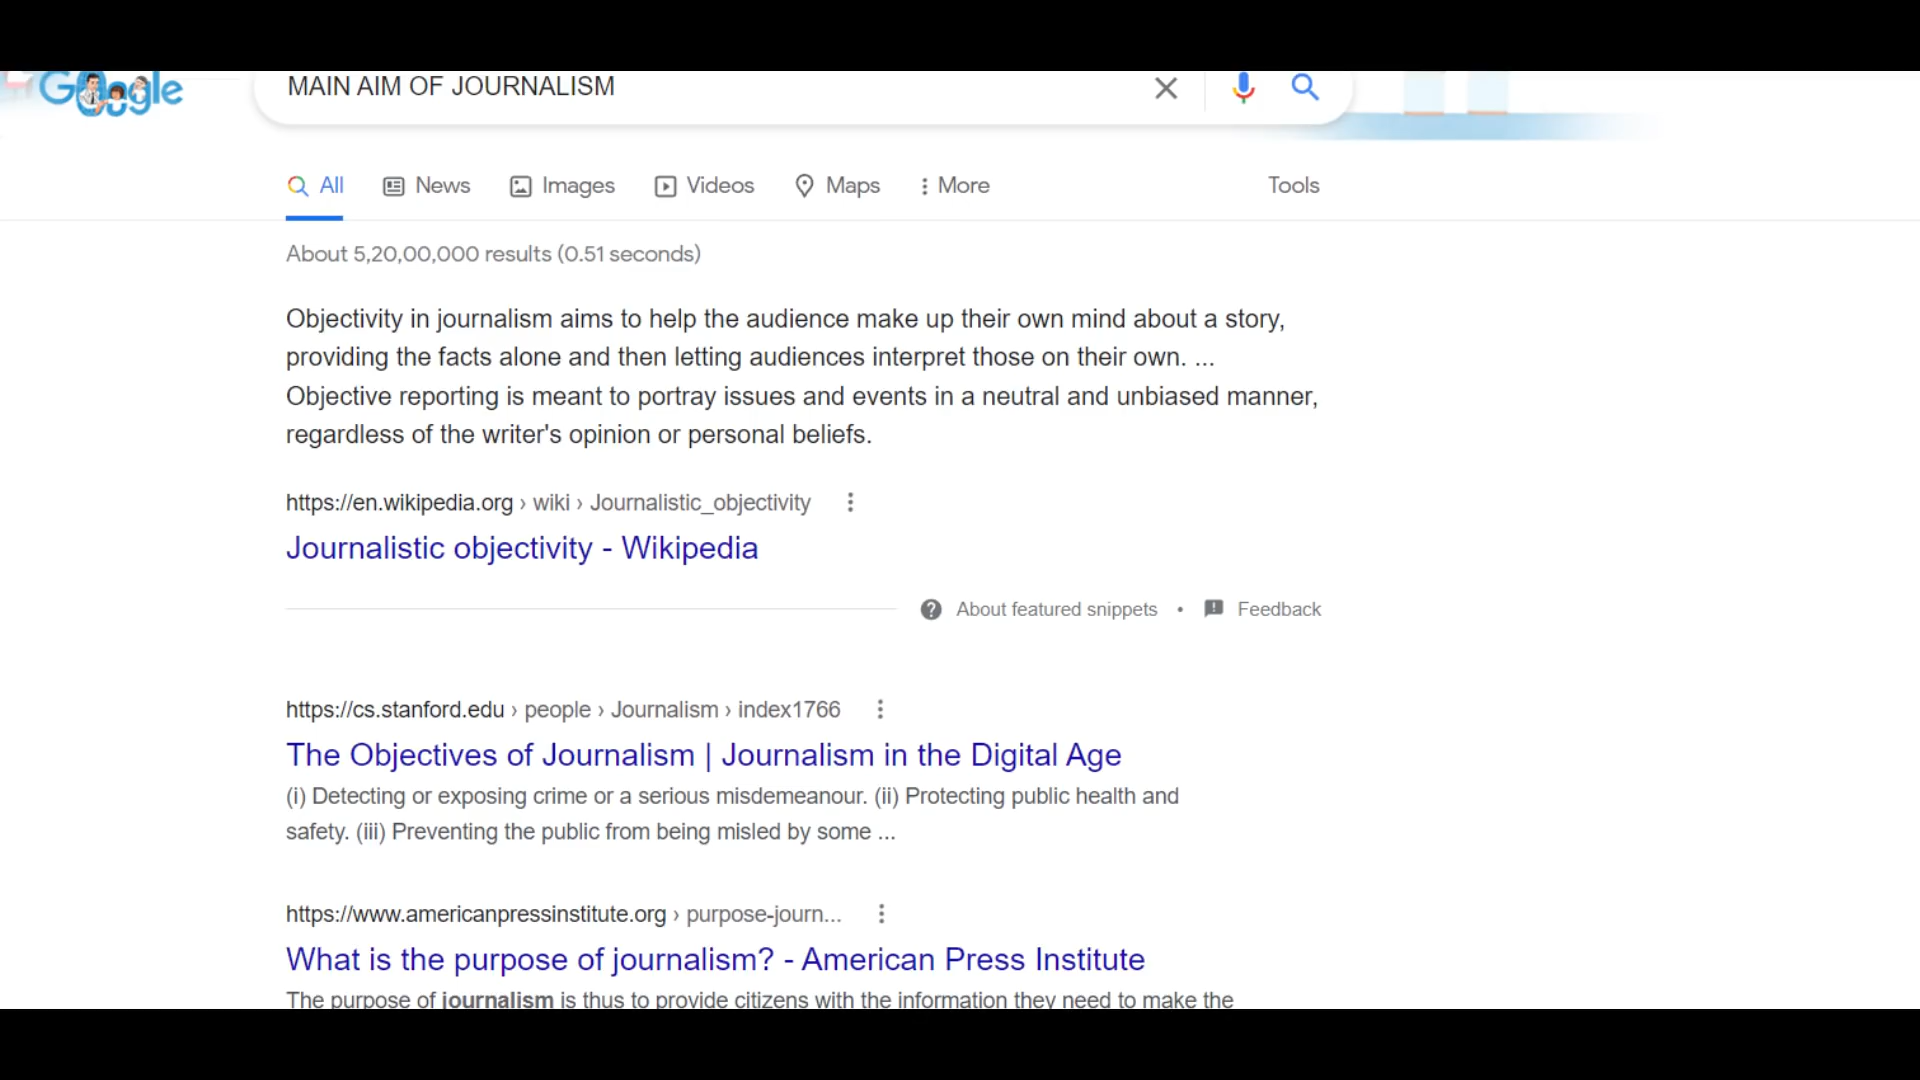 Google
MAIN AIM OF JOURNALISM
All News Images Videos Maps More Tools
About 5,20,00,000 results (0.51 seconds)
Objectivity in journalism aims to help the audience make up their own mind about a story,
providing the facts alone and then letting audiences interpret those on their own. ...
Objective reporting is meant to portray issues and events in a neutral and unbiased manner,
regardless of the writer's opinion or personal beliefs.
https://en.wikipedia.org › wiki › Journalistic_objectivity
Journalistic objectivity - Wikipedia
About featured snippets • Feedback
https://cs.stanford.edu › people › Journalism › index1766
The Objectives of Journalism | Journalism in the Digital Age
(i) Detecting or exposing crime or a serious misdemeanour. (ii) Protecting public health and
safety. (iii) Preventing the public from being misled by some ...
https://www.americanpressinstitute.org › purpose-journ...
What is the purpose of journalism? - American Press Institute
The purpose of journalism is thus to provide citizens with the information they need to make the